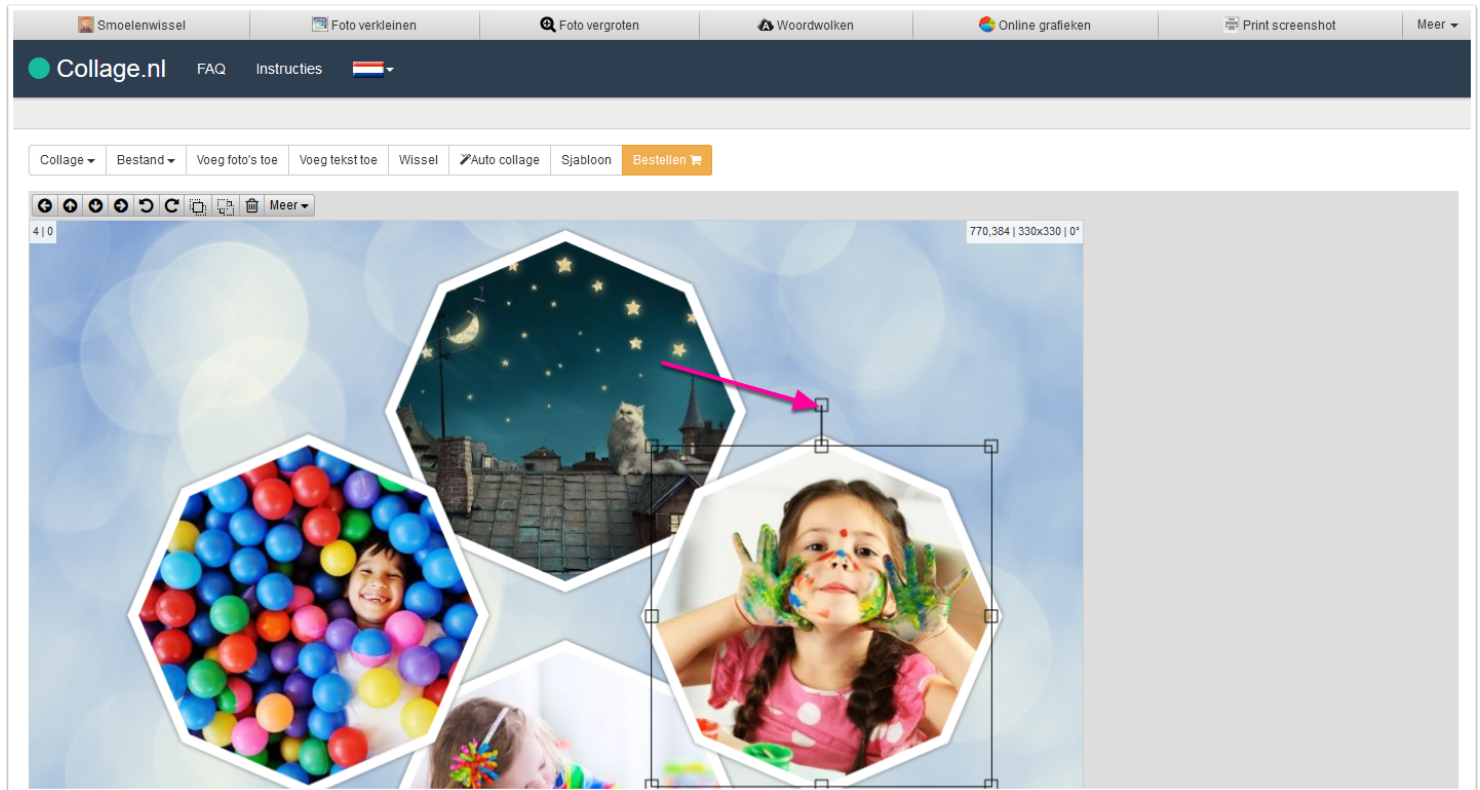 Smoelenwissel Foto verkleinen Foto vergroten Woordwolken Online grafieken Print screenshot Meer
Collage.nl FAQ Instructies
Collage Bestand Voeg foto's toe Voeg tekst toe Wissel Auto collage Sjabloon Bestellen
Meer
4 | 0 770,384 | 330x330 | 0°